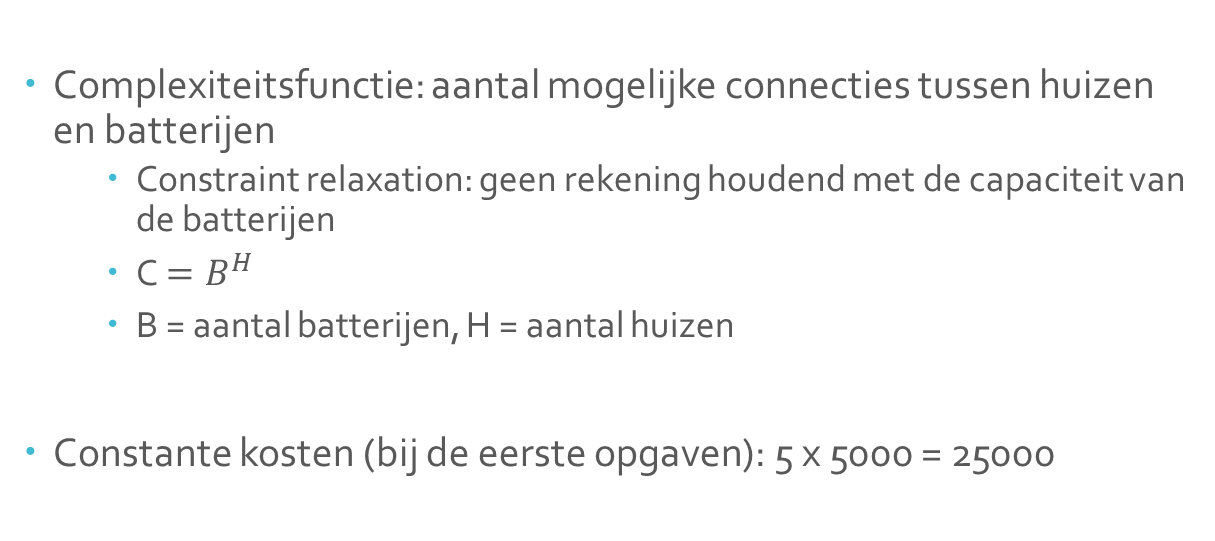 • Complexiteitsfunctie: aantal mogelijke connecties tussen huizen
en batterijen
• Constraint relaxation: geen rekening houdend met de capaciteit van
de batterijen
• C = B^H
• B = aantal batterijen, H = aantal huizen
• Constante kosten (bij de eerste opgaven): 5 x 5000 = 25000